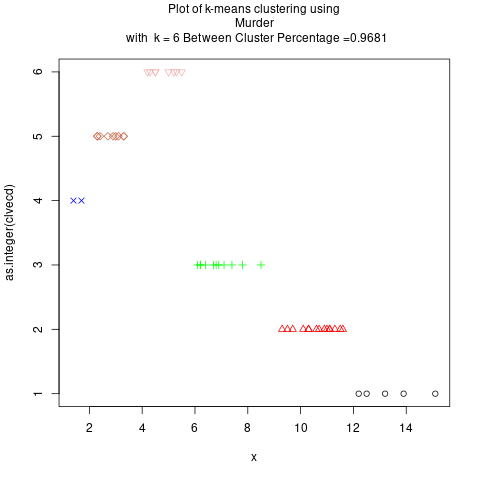 Plot of k-means clustering using
Murder
with  k = 6 Between Cluster Percentage =0.9681
6
5
4
3
2
1
as.integer(clvecd)
2 4 6 8 10 12 14
x